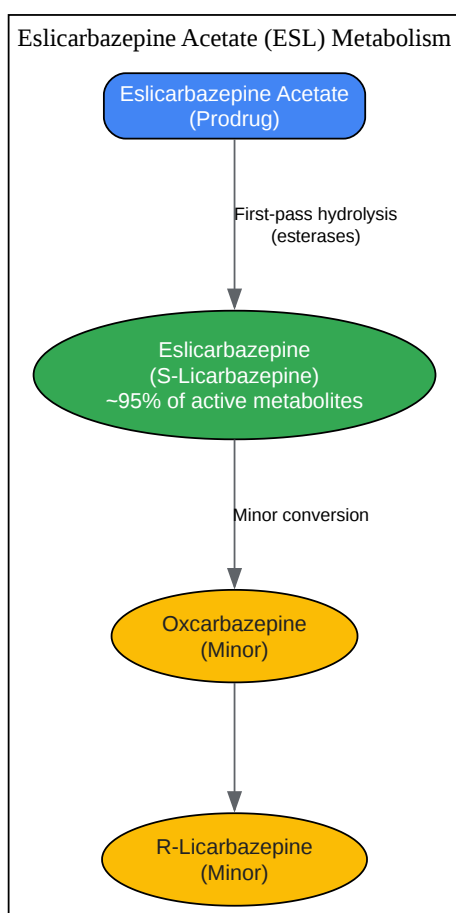 Eslicarbazepine Acetate (ESL) Metabolism
Eslicarbazepine Acetate
(Prodrug)
First-pass hydrolysis
(esterases)
Eslicarbazepine
(S-Licarbazepine)
~95% of active metabolites
Minor conversion
Oxcarbazepine
(Minor)
R-Licarbazepine
(Minor)